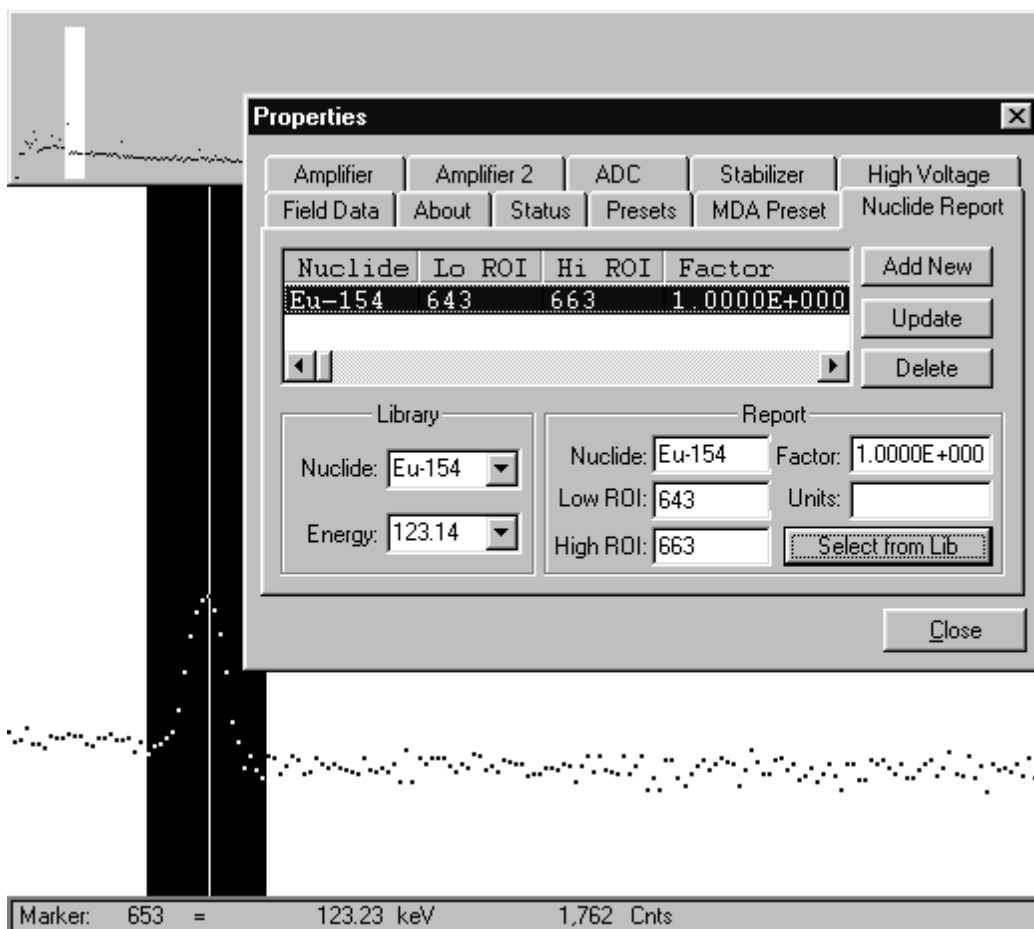 Properties
Amplifier Amplifier 2 ADC Stabilizer High Voltage
Field Data About Status Presets MDA Preset Nuclide Report
Nuclide Lo ROI Hi ROI Factor
Eu-154 643 663 1.0000E+000
Add New
Update
Delete
Library
Nuclide: Eu-154
Energy: 123.14
Report
Nuclide: Eu-154 Factor: 1.0000E+000
Low ROI: 643 Units:
High ROI: 663 Select from Lib
Close
Marker: 653 = 123.23 keV 1,762 Cnts